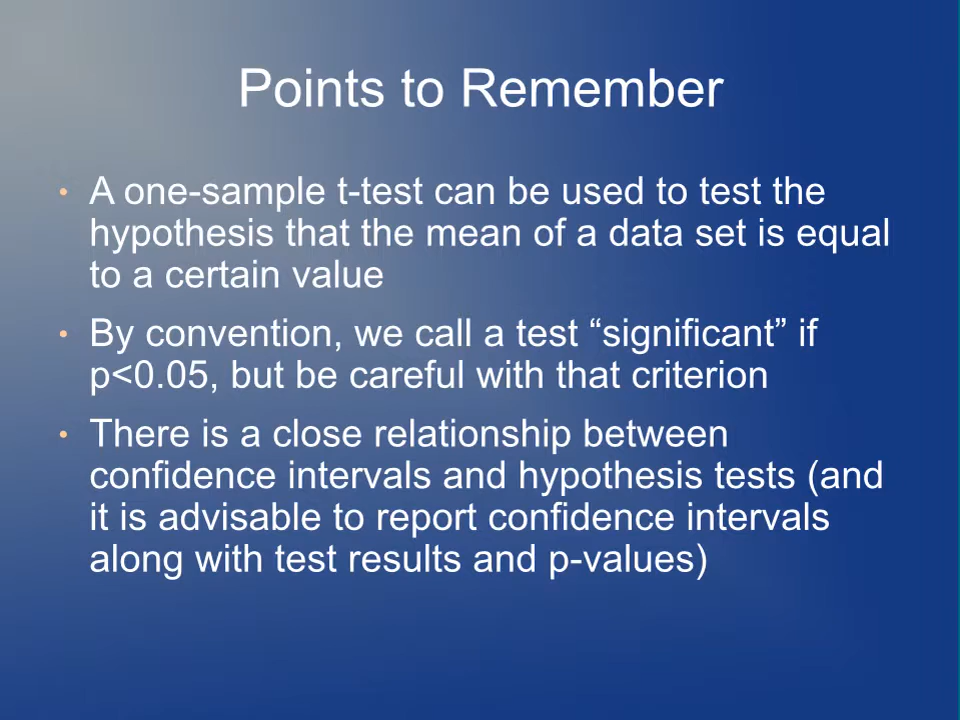 Points to Remember
• A one-sample t-test can be used to test the
hypothesis that the mean of a data set is equal
to a certain value
• By convention, we call a test “significant” if
p<0.05, but be careful with that criterion
• There is a close relationship between
confidence intervals and hypothesis tests (and
it is advisable to report confidence intervals
along with test results and p-values)